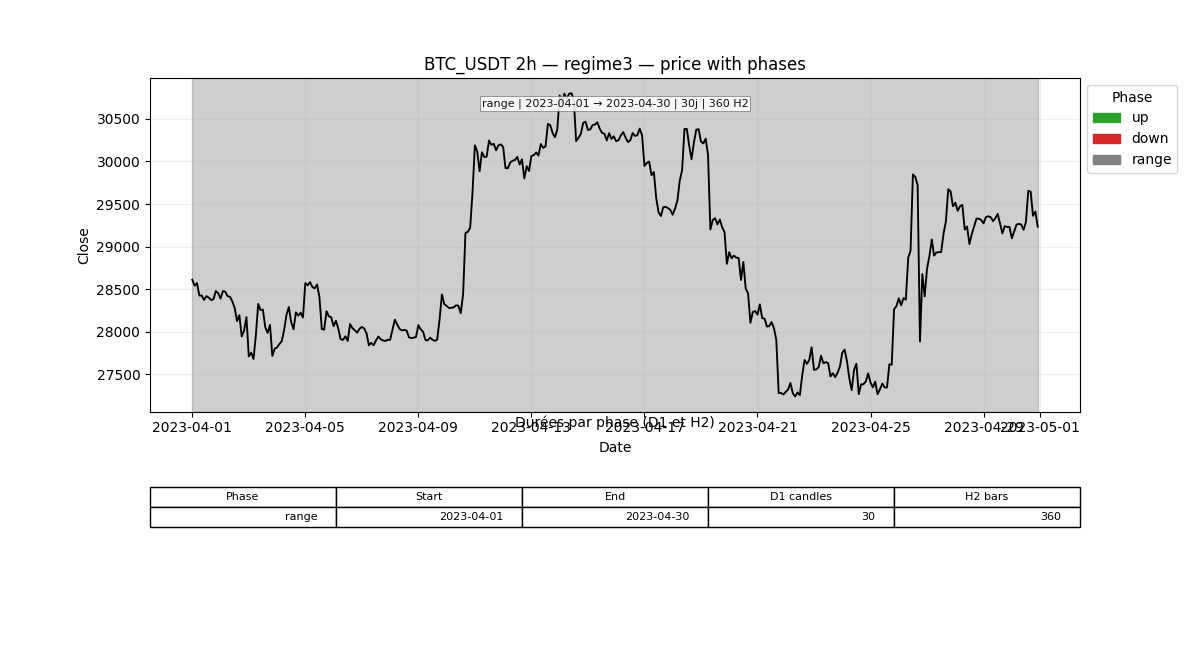 BTC_USDT 2h — regime3 — price with phases
range | 2023-04-01 → 2023-04-30 | 30j | 360 H2
Phase
up
down
range
Close
30500
30000
29500
29000
28500
28000
27500
2023-04-01 2023-04-05 2023-04-09 2023-04-13 2023-04-17 2023-04-21 2023-04-25 2023-04-29 2023-05-01
Durées par phase (D1 et H2)
Date
Phase Start End D1 candles H2 bars
range 2023-04-01 2023-04-30 30 360